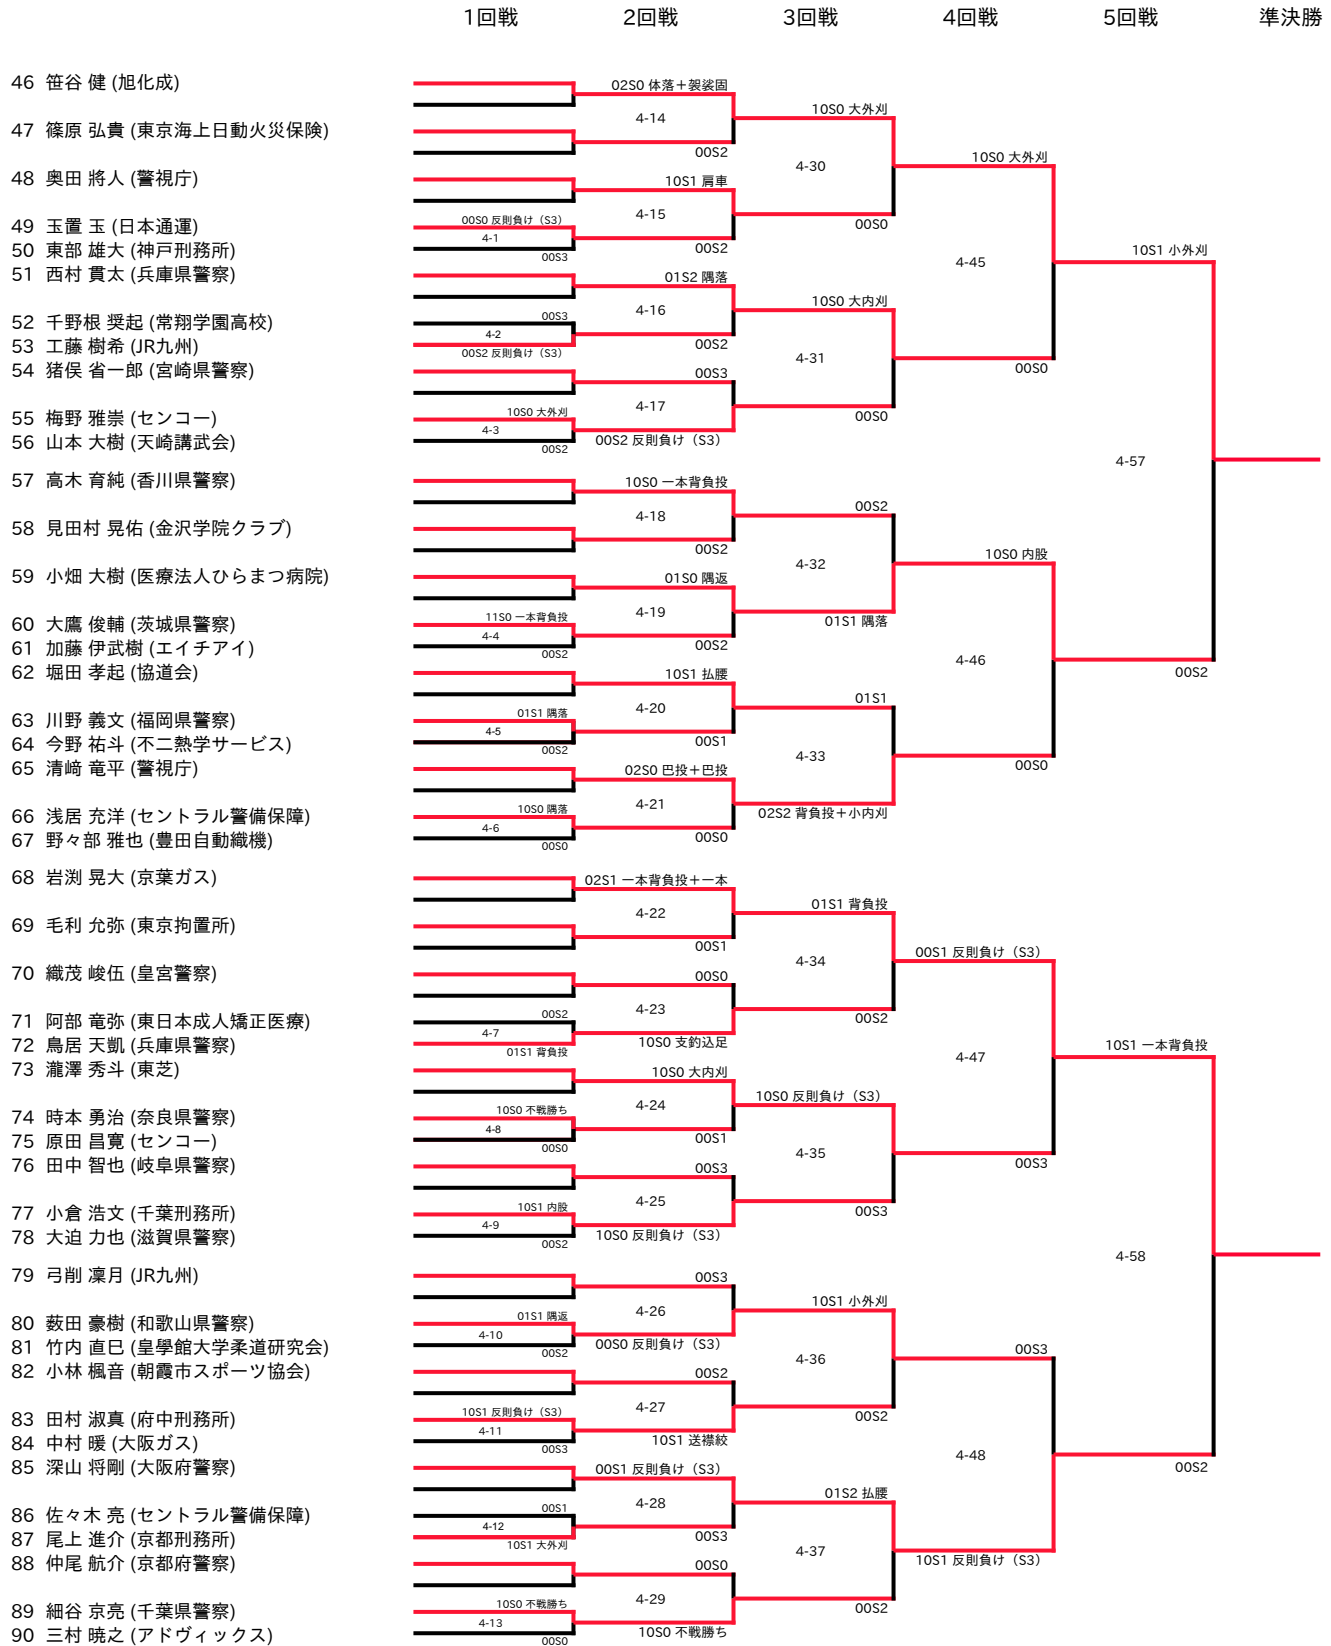 1回戦 2回戦 3回戦 4回戦 5回戦 準決勝
46 笹谷 健 (旭化成)
02S0 体落＋袈裟固
10S0 大外刈
4-14
47 篠原 弘貴 (東京海上日動火災保険)
00S2
10S0 大外刈
4-30
48 奥田 將人 (警視庁)
10S1 肩車
4-15
49 玉置 玉 (日本通運)
00S0 反則負け（S3）
00S0
4-1
50 東部 雄大 (神戸刑務所)
00S2
10S1 小外刈
00S3
4-45
51 西村 貫太 (兵庫県警察)
01S2 隅落
10S0 大内刈
4-16
52 千野根 奨起 (常翔学園高校)
00S3
4-2
53 工藤 樹希 (JR九州)
00S2
00S2 反則負け（S3）
4-31
54 猪俣 省一郎 (宮崎県警察)
00S3
00S0
4-17
55 梅野 雅崇 (センコー)
10S0 大外刈
00S0
4-3
56 山本 大樹 (天崎講武会)
00S2
00S2 反則負け（S3）
4-57
57 高木 育純 (香川県警察)
10S0 一本背負投
00S2
4-18
58 見田村 晃佑 (金沢学院クラブ)
00S2
10S0 内股
4-32
59 小畑 大樹 (医療法人ひらまつ病院)
01S0 隅返
4-19
60 大鷹 俊輔 (茨城県警察)
11S0 一本背負投
01S1 隅落
4-4
61 加藤 伊武樹 (エイチアイ)
00S2
00S2
4-46
62 堀田 孝起 (協道会)
10S1 払腰
00S2
01S1
4-20
63 川野 義文 (福岡県警察)
01S1 隅落
4-5
64 今野 祐斗 (不二熱学サービス)
00S1
00S2
4-33
65 清﨑 竜平 (警視庁)
02S0 巴投＋巴投
00S0
4-21
66 浅居 充洋 (セントラル警備保障)
10S0 隅落
02S2 背負投＋小内刈
4-6
67 野々部 雅也 (豊田自動織機)
00S0
00S0
68 岩渕 晃大 (京葉ガス)
02S1 一本背負投＋一本
01S1 背負投
4-22
69 毛利 允弥 (東京拘置所)
00S1
00S1 反則負け（S3）
4-34
70 織茂 峻伍 (皇宮警察)
00S0
4-23
71 阿部 竜弥 (東日本成人矯正医療)
00S2
00S2
4-7
72 鳥居 天凱 (兵庫県警察)
01S1 背負投
10S0 支釣込足
10S1 一本背負投
4-47
73 瀧澤 秀斗 (東芝)
10S0 大内刈
10S0 反則負け（S3）
4-24
74 時本 勇治 (奈良県警察)
10S0 不戦勝ち
4-8
75 原田 昌寛 (センコー)
00S1
00S0
4-35
76 田中 智也 (岐阜県警察)
00S3
00S3
4-25
77 小倉 浩文 (千葉刑務所)
10S1 内股
00S3
4-9
78 大迫 力也 (滋賀県警察)
00S2
10S0 反則負け（S3）
4-58
79 弓削 凜月 (JR九州)
00S3
10S1 小外刈
4-26
80 薮田 豪樹 (和歌山県警察)
01S1 隅返
4-10
81 竹内 直巳 (皇學館大学柔道研究会)
00S2
00S0 反則負け（S3）
00S3
4-36
82 小林 楓音 (朝霞市スポーツ協会)
00S2
4-27
83 田村 淑真 (府中刑務所)
10S1 反則負け（S3）
00S2
4-11
84 中村 暖 (大阪ガス)
00S3
10S1 送襟絞
4-48
85 深山 将剛 (大阪府警察)
00S1 反則負け（S3）
00S2
01S2 払腰
4-28
86 佐々木 亮 (セントラル警備保障)
00S1
4-12
87 尾上 進介 (京都刑務所)
10S1 大外刈
00S3
4-37
88 仲尾 航介 (京都府警察)
00S0
10S1 反則負け（S3）
4-29
89 細谷 京亮 (千葉県警察)
10S0 不戦勝ち
00S2
4-13
90 三村 暁之 (アドヴィックス)
00S0
10S0 不戦勝ち